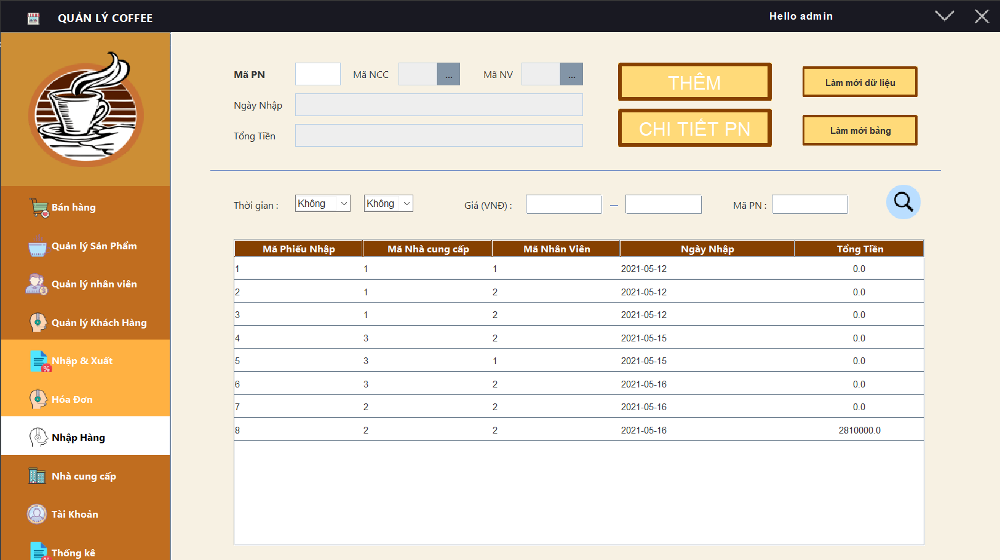 QUẢN LÝ COFFEE
Hello admin
Mã PN
Mã NCC
...
Mã NV
...
THÊM
Làm mới dữ liệu
Ngày Nhập
CHI TIẾT PN
Làm mới bảng
Tổng Tiền
Bán hàng
Quản lý Sản Phẩm
Quản lý nhân viên
Quản lý Khách Hàng
Nhập & Xuất
Hóa Đơn
Nhập Hàng
Nhà cung cấp
Tài Khoản
Thống kê
Thời gian : Không Không Giá (VNĐ) : — Mã PN :
Mã Phiếu Nhập Mã Nhà cung cấp Mã Nhân Viên Ngày Nhập Tổng Tiền
1 1 1 2021-05-12 0.0
2 1 2 2021-05-12 0.0
3 1 2 2021-05-12 0.0
4 3 2 2021-05-15 0.0
5 3 1 2021-05-15 0.0
6 3 2 2021-05-16 0.0
7 2 2 2021-05-16 0.0
8 2 2 2021-05-16 2810000.0